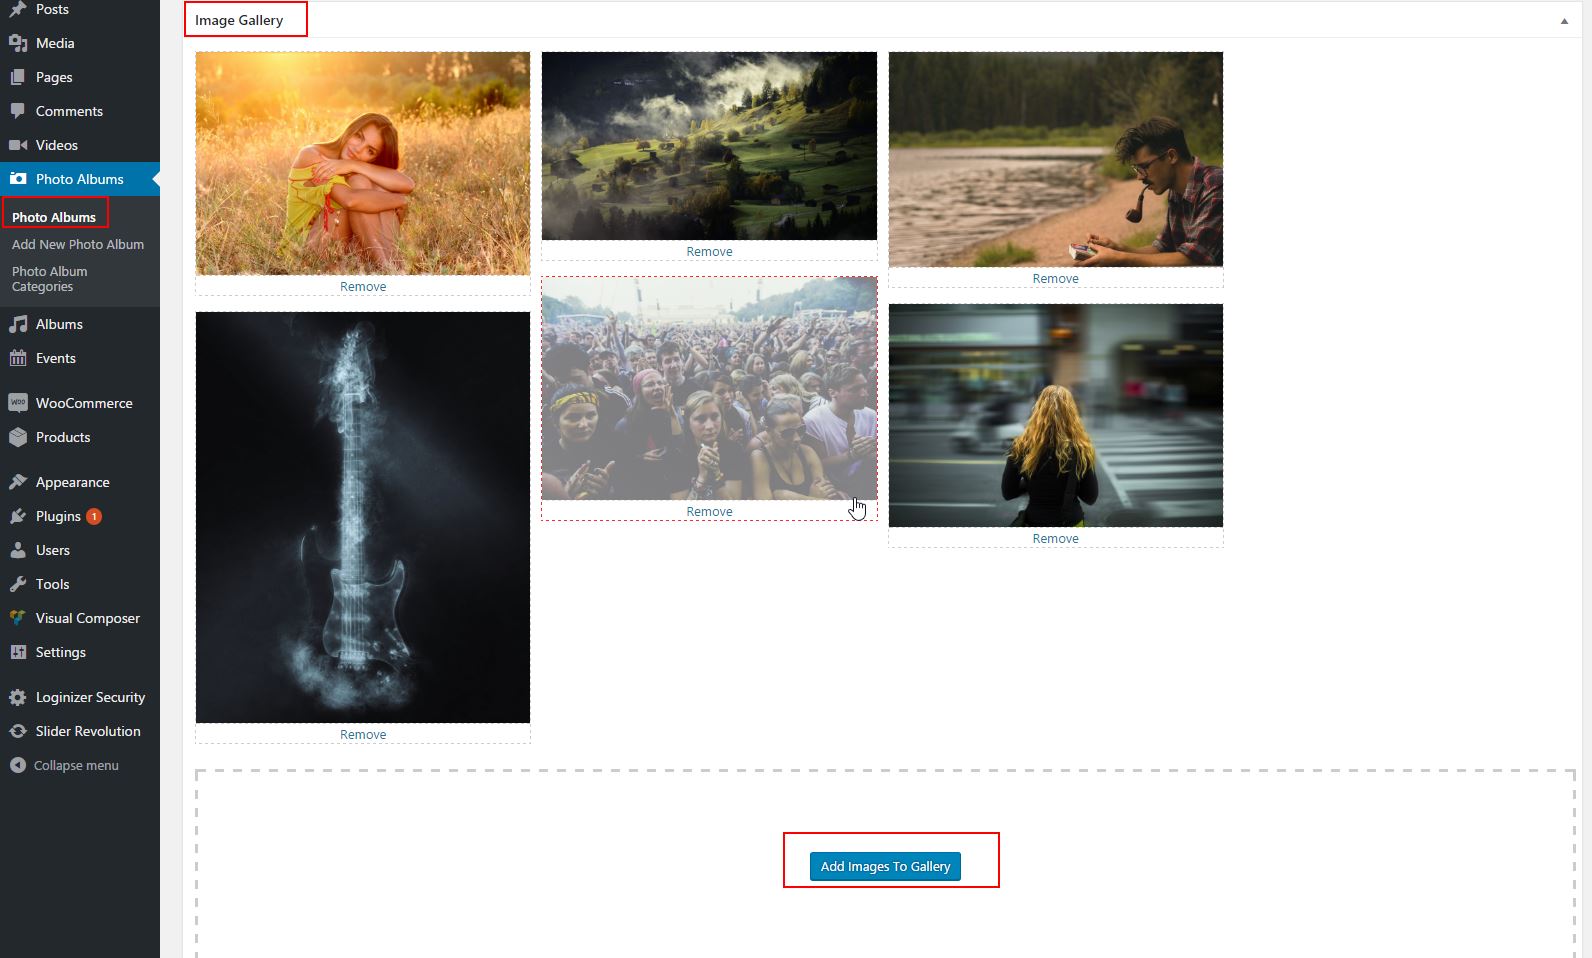 Posts
Media
Pages
Comments
Videos
Photo Albums
Photo Albums
Add New Photo Album
Photo Album
Categories
Albums
Events
WOO
WooCommerce
Products
Appearance
Plugins 1
Users
Tools
Visual Composer
Settings
Loginizer Security
Slider Revolution
Collapse menu
Image Gallery
Remove
Remove
Remove
Remove
Remove
Remove
Add Images To Gallery